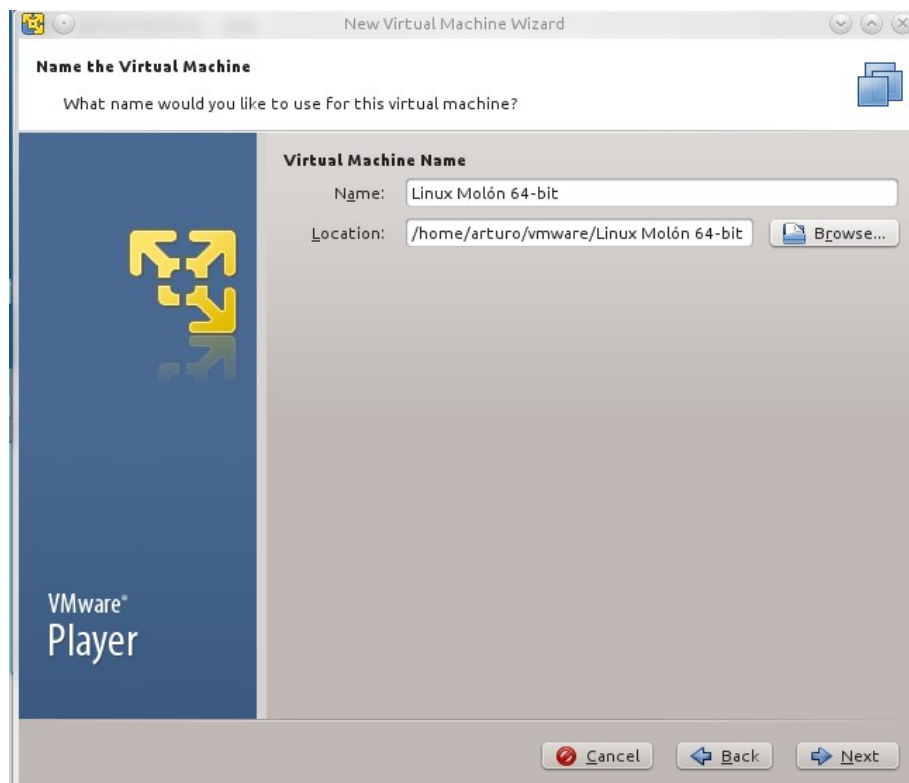 New Virtual Machine Wizard
Name the Virtual Machine
What name would you like to use for this virtual machine?
Virtual Machine Name
Name: Linux Molón 64-bit
Location: /home/arturo/vmware/Linux Molón 64-bit Browse...
VMware®
Player
Cancel Back Next